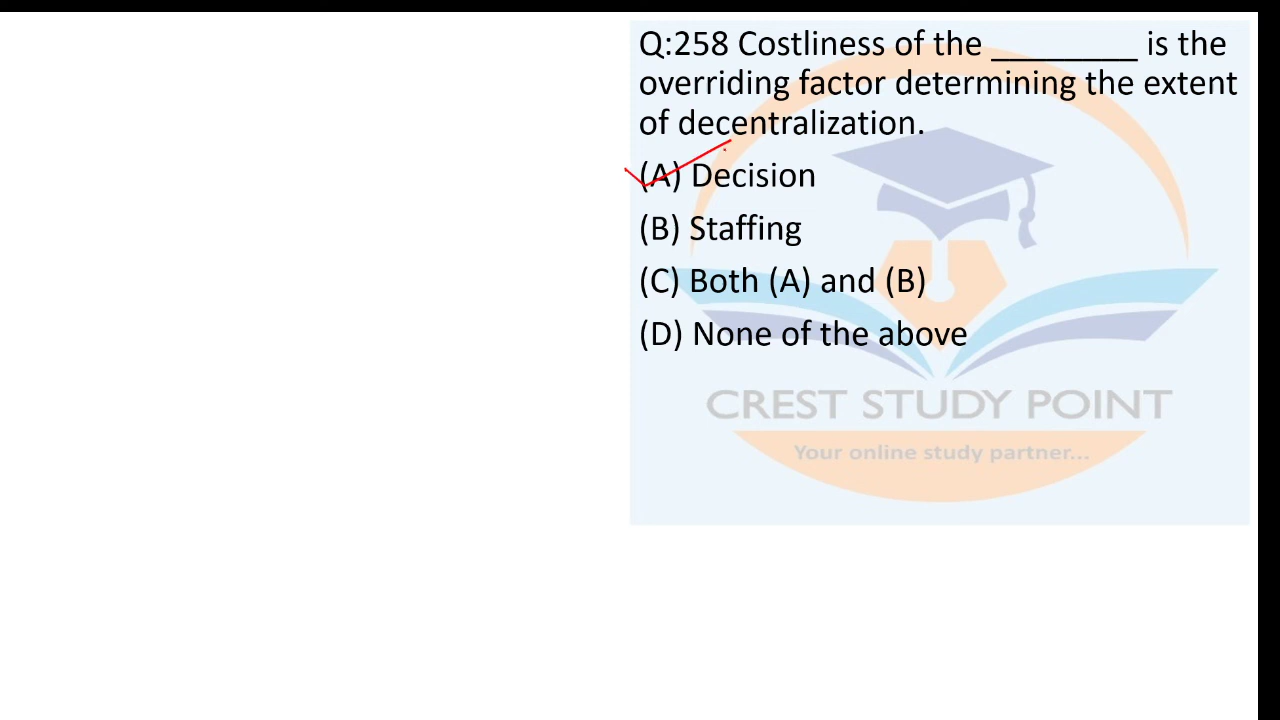 Q:258 Costliness of the ________ is the
overriding factor determining the extent
of decentralization.
(A) Decision
(B) Staffing
(C) Both (A) and (B)
(D) None of the above
CREST STUDY POINT
Your online study partner...